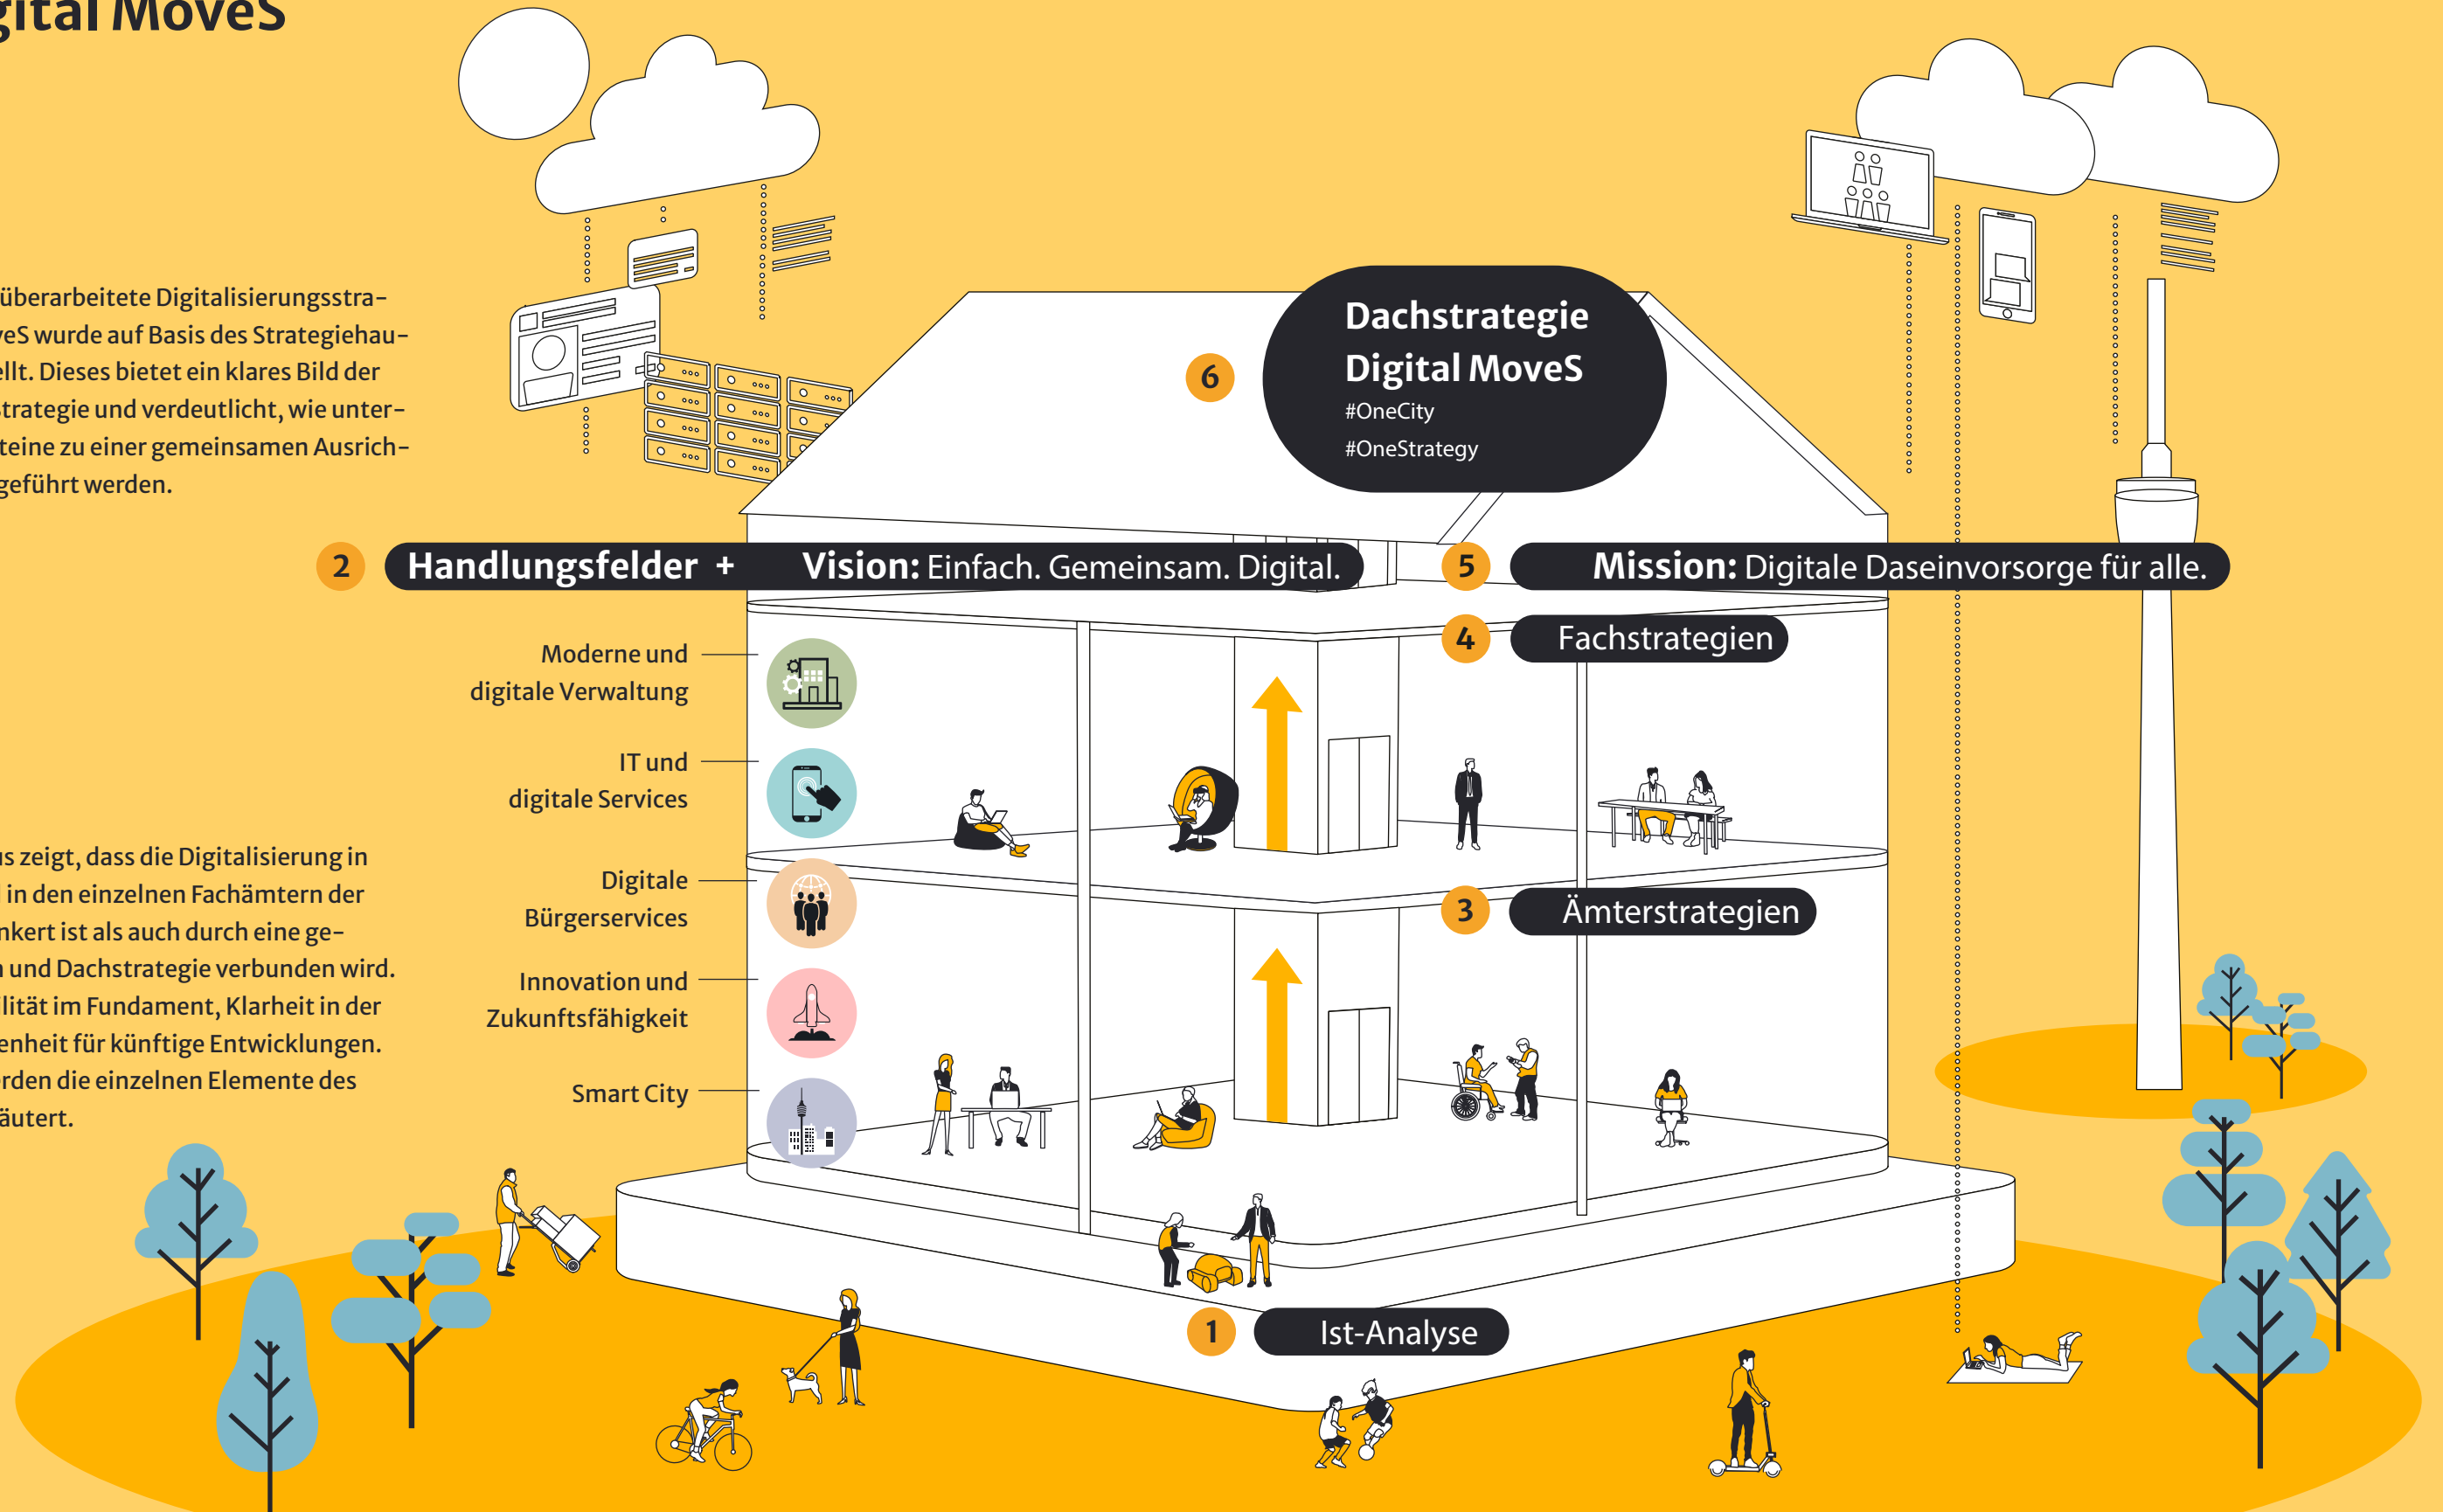 gital MoveS
überarbeitete Digitalisierungsstra-
veS wurde auf Basis des Strategiehau-
ellt. Dieses bietet ein klares Bild der
strategie und verdeutlicht, wie unter-
teine zu einer gemeinsamen Ausrich-
geführt werden.
us zeigt, dass die Digitalisierung in
in den einzelnen Fachämtern der
nkert ist als auch durch eine ge-
n und Dachstrategie verbunden wird.
ilität im Fundament, Klarheit in der
enheit für künftige Entwicklungen.
erden die einzelnen Elemente des
äutert.
6
Dachstrategie
Digital MoveS
#OneCity
#OneStrategy
2 Handlungsfelder + Vision: Einfach. Gemeinsam. Digital.
5 Mission: Digitale Daseinvorsorge für alle.
4 Fachstrategien
Moderne und
digitale Verwaltung
IT und
digitale Services
Digitale
Bürgerservices
Innovation und
Zukunftsfähigkeit
Smart City
3 Ämterstrategien
1 Ist-Analyse